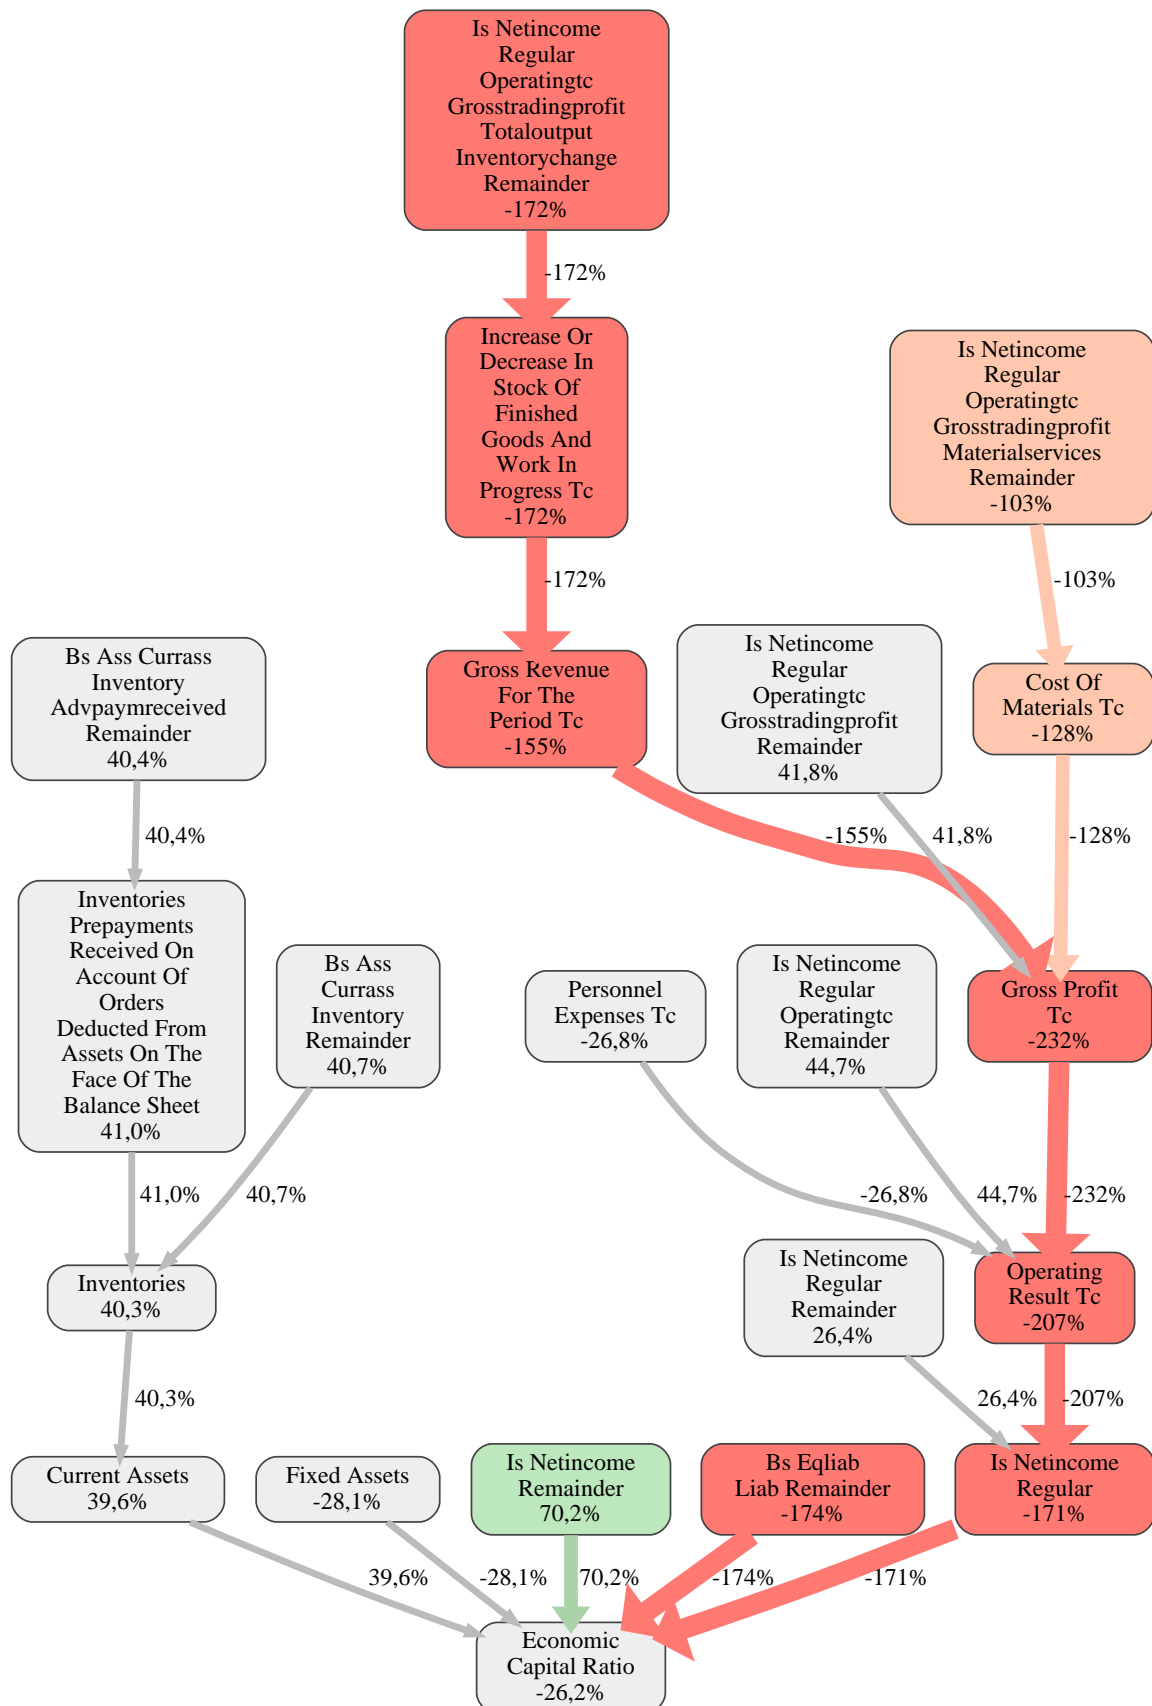 Is Netincome
Regular
Operatingtc
Grosstradingprofit
Totaloutput
Inventorychange
Remainder
-172%
-172%
Increase Or
Decrease In
Stock Of
Finished
Goods And
Work In
Progress Tc
-172%
Is Netincome
Regular
Operatingtc
Grosstradingprofit
Materialservices
Remainder
-103%
-172%
-103%
Bs Ass Currass
Inventory
Advpaymreceived
Remainder
40,4%
Gross Revenue
For The
Period Tc
-155%
Is Netincome
Regular
Operatingtc
Grosstradingprofit
Remainder
41,8%
Cost Of
Materials Tc
-128%
40,4%
-155%
41,8%
-128%
Inventories
Prepayments
Received On
Account Of
Orders
Deducted From
Assets On The
Face Of The
Balance Sheet
41,0%
Bs Ass
Currass
Inventory
Remainder
40,7%
Personnel
Expenses Tc
-26,8%
Is Netincome
Regular
Operatingtc
Remainder
44,7%
Gross Profit
Tc
-232%
41,0%
40,7%
-26,8%
44,7%
-232%
Inventories
40,3%
Is Netincome
Regular
Remainder
26,4%
Operating
Result Tc
-207%
40,3%
26,4%
-207%
Current Assets
39,6%
Fixed Assets
-28,1%
Is Netincome
Remainder
70,2%
Bs Eqliab
Liab Remainder
-174%
Is Netincome
Regular
-171%
39,6%
-28,1%
70,2%
-174%
-171%
Economic
Capital Ratio
-26,2%